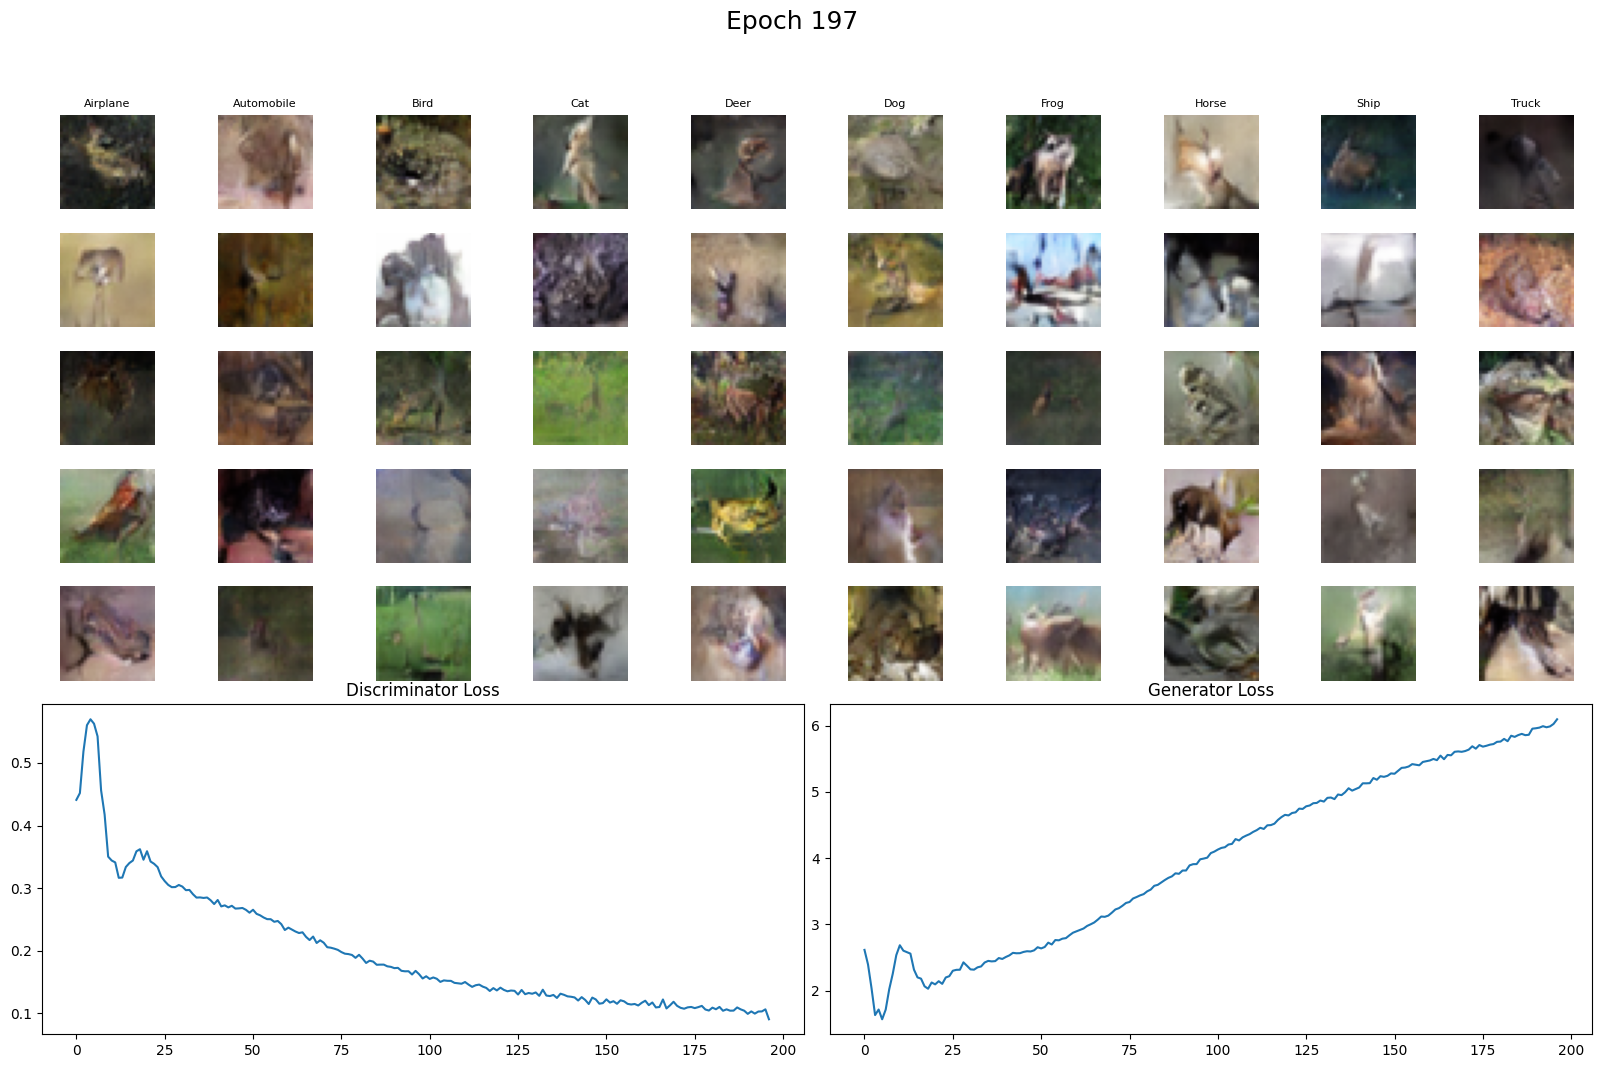 Epoch 197
Airplane Automobile Bird Cat Deer Dog Frog Horse Ship Truck
Discriminator Loss Generator Loss
0.5
0.4
0.3
0.2
0.1
0 25 50 75 100 125 150 175 200
6
5
4
3
2
0 25 50 75 100 125 150 175 200